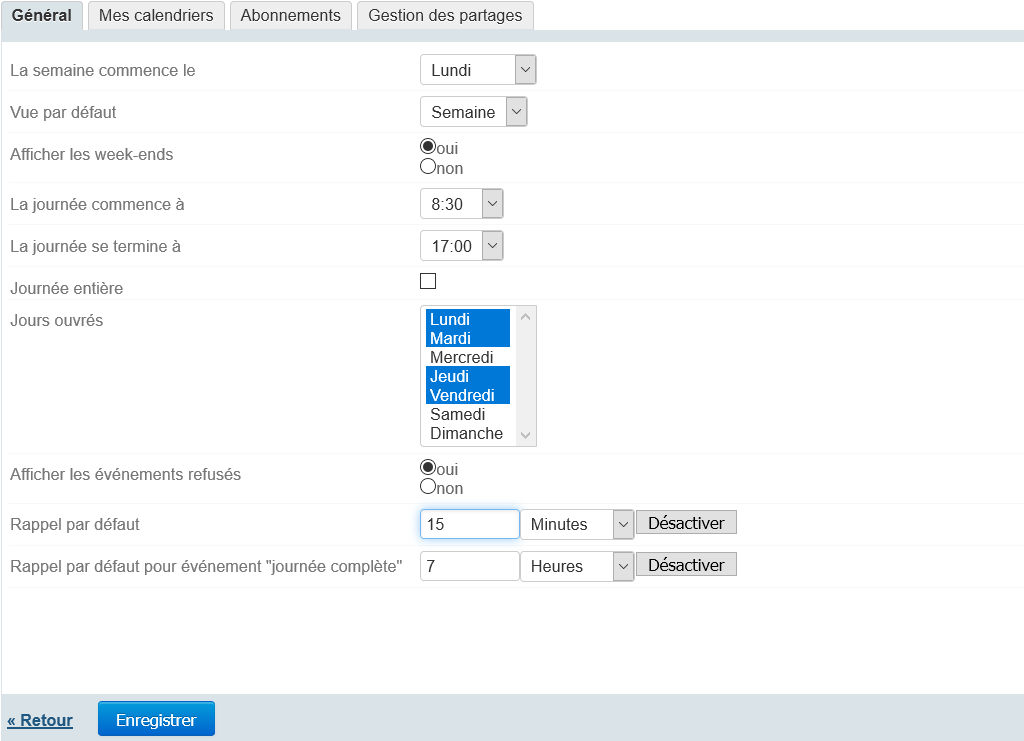 Général Mes calendriers Abonnements Gestion des partages
La semaine commence le Lundi
Vue par défaut Semaine
Afficher les week-ends oui
non
La journée commence à 8:30
La journée se termine à 17:00
Journée entière
Jours ouvrés Lundi
Mardi
Mercredi
Jeudi
Vendredi
Samedi
Dimanche
Afficher les événements refusés oui
non
Rappel par défaut 15 Minutes Désactiver
Rappel par défaut pour événement "journée complète" 7 Heures Désactiver
« Retour Enregistrer